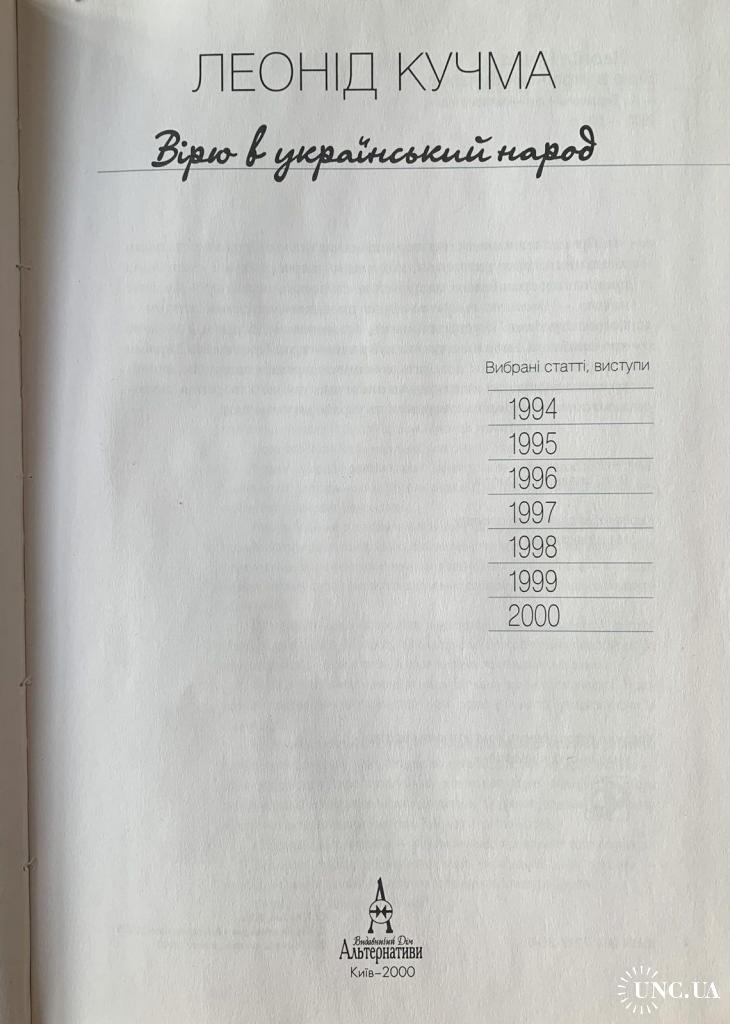 ЛЕОНІД КУЧМА
Вірю в український народ
Вибрані статті, виступи
1994
1995
1996
1997
1998
1999
2000
Видавничий Дім
Альтернативи
Київ–2000
UNC.UA